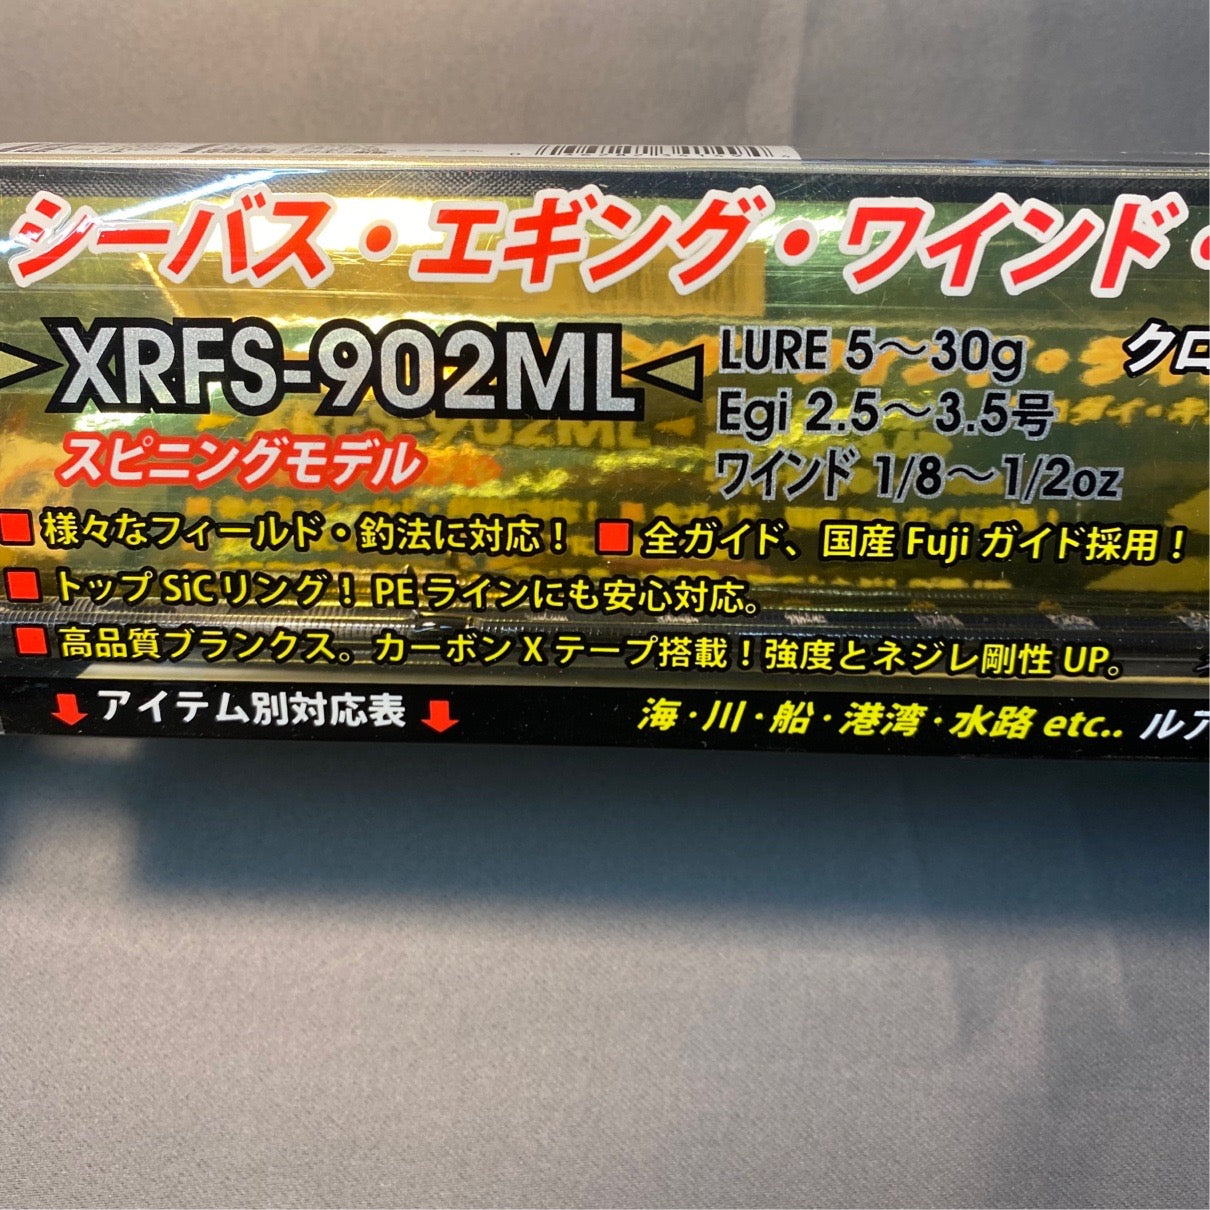 シーバス・エギング・ワインド・
XRFS-902ML
スピニングモデル
LURE 5〜30g
Egi 2.5〜3.5号
ワインド 1/8〜1/2oz
クロ
様々なフィールド・釣法に対応！
全ガイド、国産 Fuji ガイド採用！
トップ SiC リング！ PE ラインにも安心対応。
高品質ブランクス。カーボン X テープ搭載！強度とネジレ剛性 UP。
アイテム別対応表
海・川・船・港湾・水路 etc.. ルア